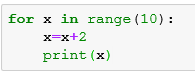 for x in range(10):
    x=x+2
    print(x)